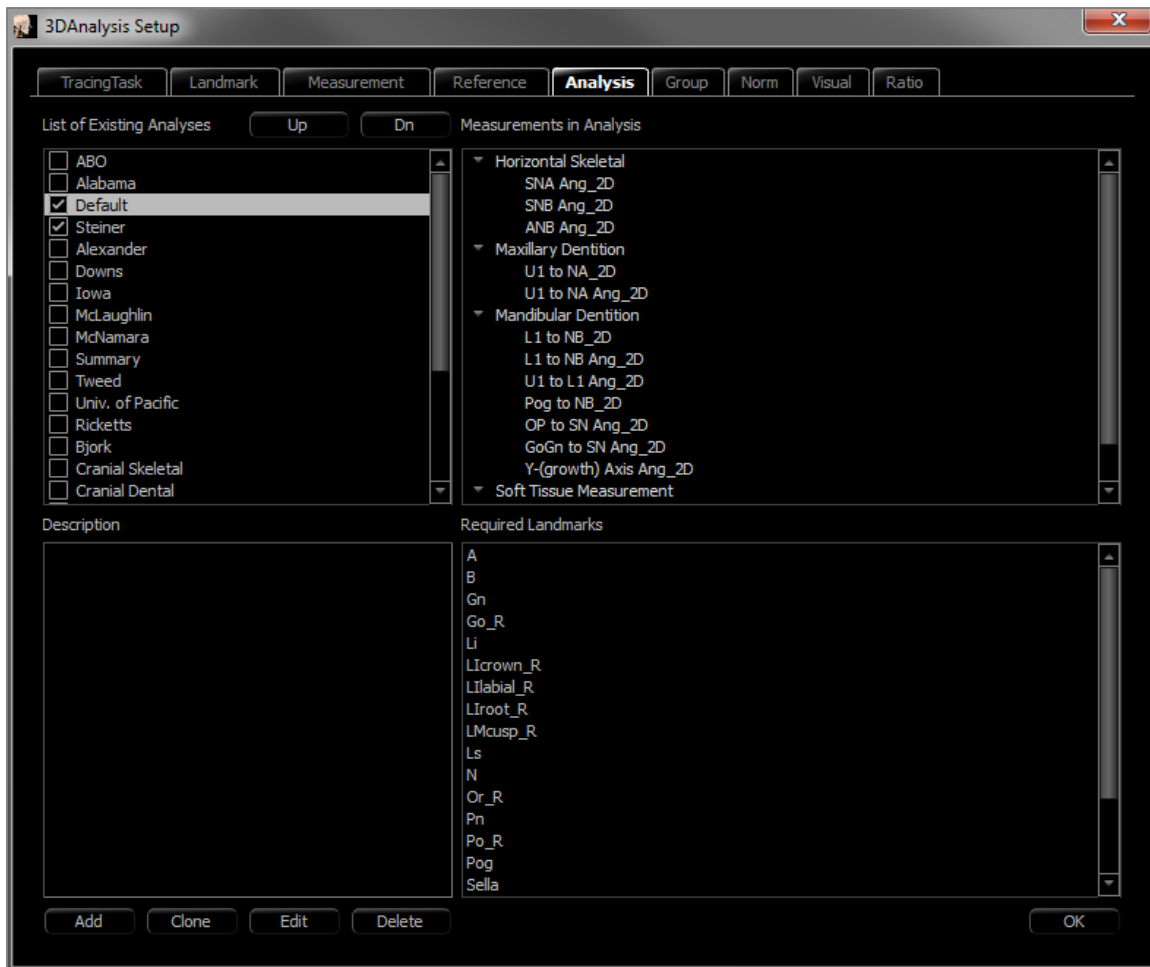 3DAnalysis Setup
TracingTask Landmark Measurement Reference Analysis Group Norm Visual Ratio
List of Existing Analyses Up Dn Measurements in Analysis
ABO
Alabama
Default
Steiner
Alexander
Downs
Iowa
McLaughlin
McNamara
Summary
Tweed
Univ. of Pacific
Ricketts
Bjork
Cranial Skeletal
Cranial Dental
Horizontal Skeletal
SNA Ang_2D
SNB Ang_2D
ANB Ang_2D
Maxillary Dentition
U1 to NA_2D
U1 to NA Ang_2D
Mandibular Dentition
L1 to NB_2D
L1 to NB Ang_2D
U1 to L1 Ang_2D
Pog to NB_2D
OP to SN Ang_2D
GoGn to SN Ang_2D
Y-(growth) Axis Ang_2D
Soft Tissue Measurement
Description
Required Landmarks
A
B
Gn
Go_R
Li
LIcrown_R
LIlabial_R
LIroot_R
LMcusp_R
Ls
N
Or_R
Pn
Po_R
Pog
Sella
Add Clone Edit Delete OK